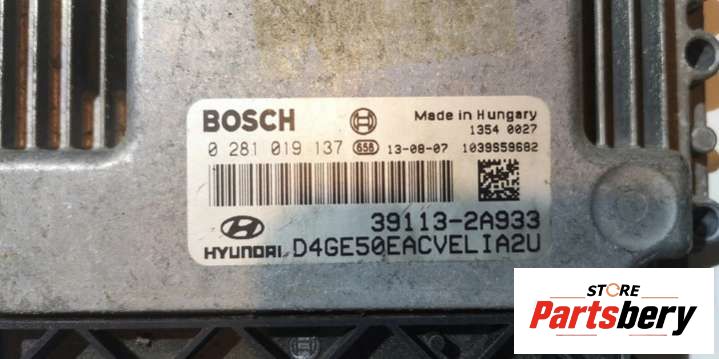 BOSCH
Made in Hungary
1354 0027
0 281 019 137 656 13-08-07 1039S59682
39113-2A933
HYUNDAI D4GE50EACVELIA2U
STORE
Partsbery